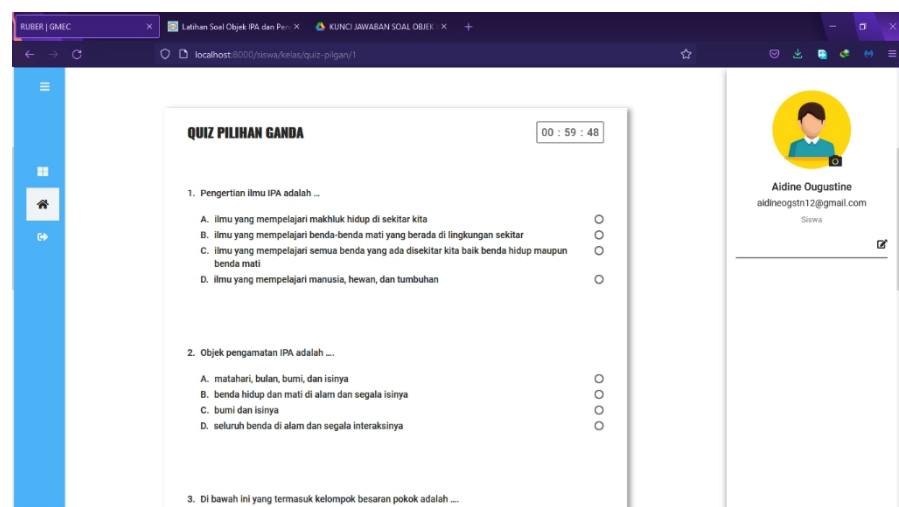 RUBER | GMEC
Latihan Soal Objek IPA dan Pen
KUNCI JAWABAN SOAL OBJEK
localhost:8000/siswa/kelas/quiz-pilgan/1
QUIZ PILIHAN GANDA
00 : 59 : 48
1. Pengertian ilmu IPA adalah ...
A. ilmu yang mempelajari makhluk hidup di sekitar kita
B. ilmu yang mempelajari benda-benda mati yang berada di lingkungan sekitar
C. ilmu yang mempelajari semua benda yang ada disekitar kita baik benda hidup maupun
benda mati
D. ilmu yang mempelajari manusia, hewan, dan tumbuhan
2. Objek pengamatan IPA adalah ....
A. matahari, bulan, bumi, dan isinya
B. benda hidup dan mati di alam dan segala isinya
C. bumi dan isinya
D. seluruh benda di alam dan segala interaksinya
3. Di bawah ini yang termasuk kelompok besaran pokok adalah ....
Aidine Ougustine
aidineogstn12@gmail.com
Siswa